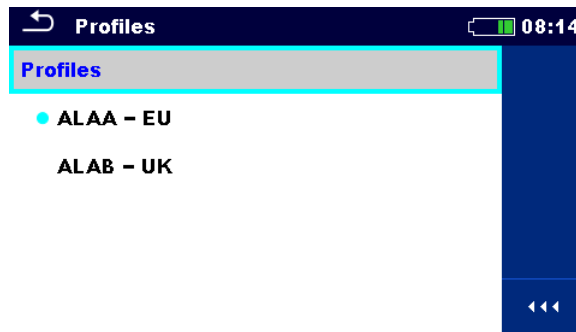 Profiles 08:14
Profiles
ALAA – EU
ALAB – UK